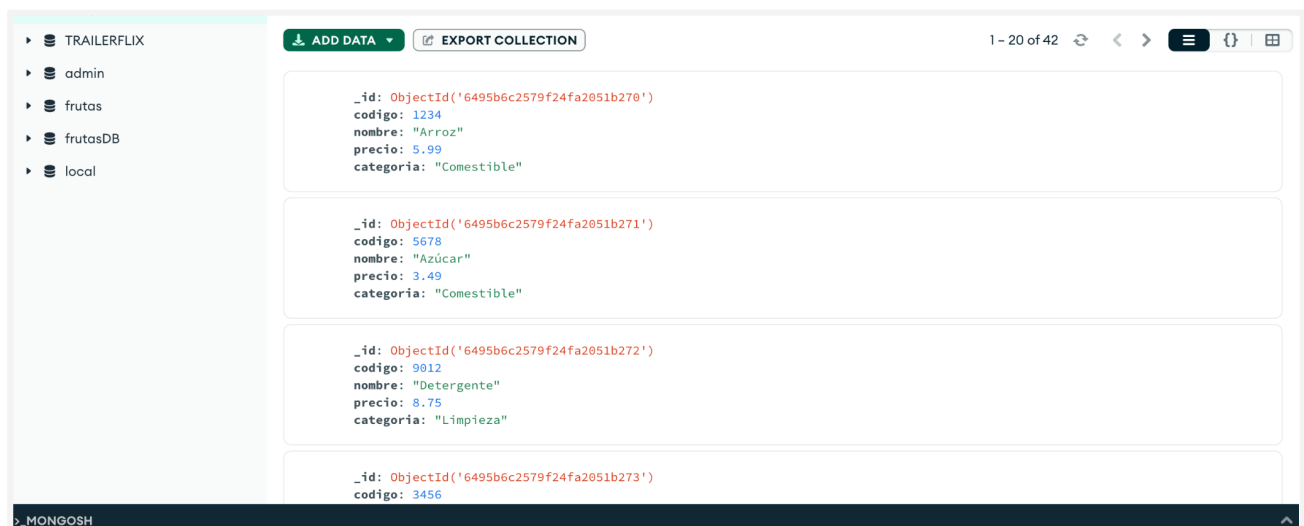 TRAILERFLIX
admin
frutas
frutasDB
local
ADD DATA
EXPORT COLLECTION
1 – 20 of 42
{}
_id: ObjectId('6495b6c2579f24fa2051b270')
codigo: 1234
nombre: "Arroz"
precio: 5.99
categoria: "Comestible"
_id: ObjectId('6495b6c2579f24fa2051b271')
codigo: 5678
nombre: "Azúcar"
precio: 3.49
categoria: "Comestible"
_id: ObjectId('6495b6c2579f24fa2051b272')
codigo: 9012
nombre: "Detergente"
precio: 8.75
categoria: "Limpieza"
_id: ObjectId('6495b6c2579f24fa2051b273')
codigo: 3456
>_MONGOSH